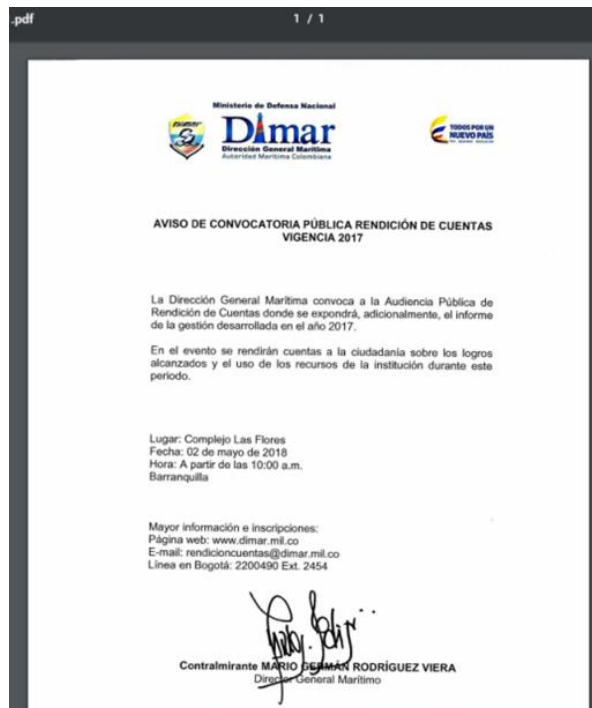 .pdf
1 / 1
Ministerio de Defensa Nacional
Dimar
Dirección General Marítima
Autoridad Marítima Colombiana
TODOS POR UN
NUEVO PAÍS
AVISO DE CONVOCATORIA PÚBLICA RENDICIÓN DE CUENTAS
VIGENCIA 2017
La Dirección General Marítima convoca a la Audiencia Pública de
Rendición de Cuentas donde se expondrá, adicionalmente, el informe
de la gestión desarrollada en el año 2017.
En el evento se rendirán cuentas a la ciudadanía sobre los logros
alcanzados y el uso de los recursos de la institución durante este
periodo.
Lugar: Complejo Las Flores
Fecha: 02 de mayo de 2018
Hora: A partir de las 10:00 a.m.
Barranquilla
Mayor información e inscripciones:
Página web: www.dimar.mil.co
E-mail: rendicioncuentas@dimar.mil.co
Línea en Bogotá: 2200490 Ext. 2454
Contralmirante MARIO GERMÁN RODRÍGUEZ VIERA
Director General Marítimo